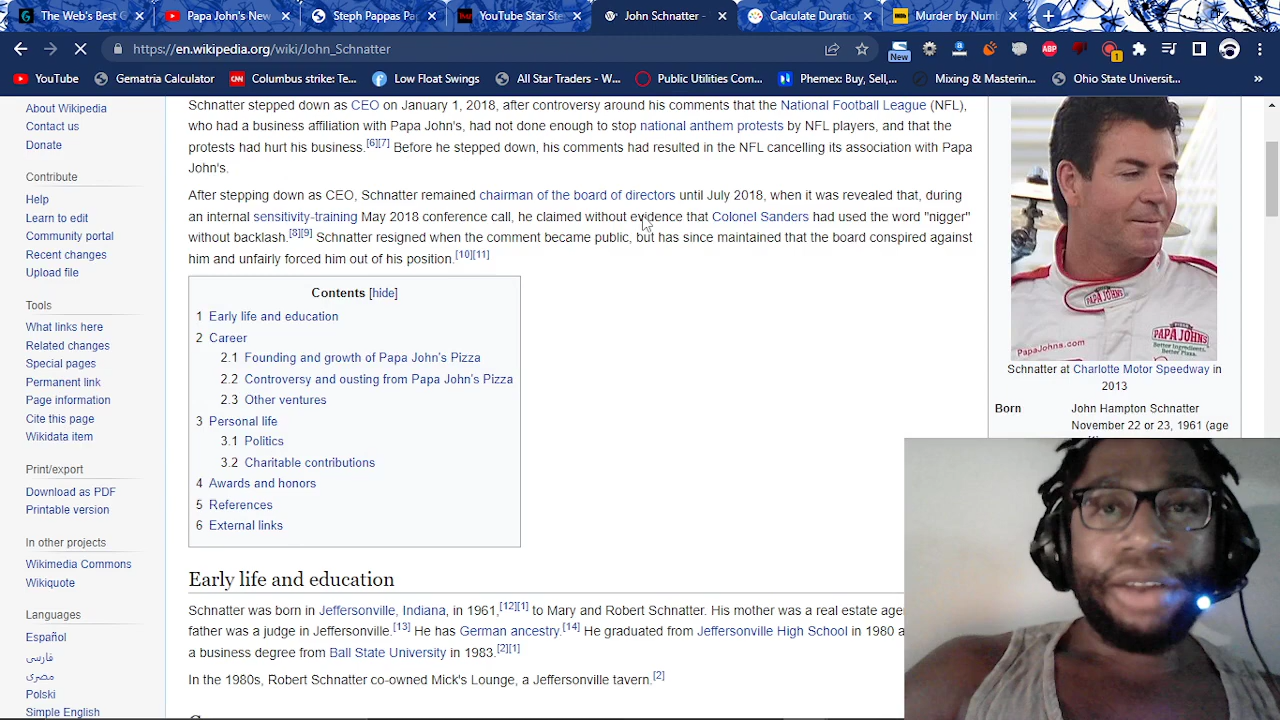 The Web's Best G
Papa John's New
Steph Pappas Pa
YouTube Star Ste
John Schnatter -
Calculate Durati
Murder by Numb
https://en.wikipedia.org/wiki/John_Schnatter
ABP
New
1
YouTube
Gematria Calculator
CNN
Columbus strike: Te...
Low Float Swings
All Star Traders - W...
Public Utilities Com...
Phemex: Buy, Sell,...
Mixing & Masterin...
Ohio State Universit...
»
About Wikipedia
Contact us
Donate
Contribute
Help
Learn to edit
Community portal
Recent changes
Upload file
Tools
What links here
Related changes
Special pages
Permanent link
Page information
Cite this page
Wikidata item
Print/export
Download as PDF
Printable version
In other projects
Wikimedia Commons
Wikiquote
Languages
Español
فارسی
مصرى
Polski
Simple English
Schnatter stepped down as CEO on January 1, 2018, after controversy around his comments that the National Football League (NFL),
who had a business affiliation with Papa John's, had not done enough to stop national anthem protests by NFL players, and that the
protests had hurt his business.[6][7] Before he stepped down, his comments had resulted in the NFL cancelling its association with Papa
John's.
After stepping down as CEO, Schnatter remained chairman of the board of directors until July 2018, when it was revealed that, during
an internal sensitivity-training May 2018 conference call, he claimed without evidence that Colonel Sanders had used the word "nigger"
without backlash.[8][9] Schnatter resigned when the comment became public, but has since maintained that the board conspired against
him and unfairly forced him out of his position.[10][11]
Contents [hide]
1 Early life and education
2 Career
2.1 Founding and growth of Papa John's Pizza
2.2 Controversy and ousting from Papa John's Pizza
2.3 Other ventures
3 Personal life
3.1 Politics
3.2 Charitable contributions
4 Awards and honors
5 References
6 External links
Early life and education
Schnatter was born in Jeffersonville, Indiana, in 1961,[12][1] to Mary and Robert Schnatter. His mother was a real estate age
father was a judge in Jeffersonville.[13] He has German ancestry.[14] He graduated from Jeffersonville High School in 1980 a
a business degree from Ball State University in 1983.[2][1]
In the 1980s, Robert Schnatter co-owned Mick's Lounge, a Jeffersonville tavern.[2]
PAPA JOHNS
PAPA JOHNS
Better Ingredients.
Better Pizza.
PapaJohns.com
Schnatter at Charlotte Motor Speedway in
2013
Born
John Hampton Schnatter
November 22 or 23, 1961 (age